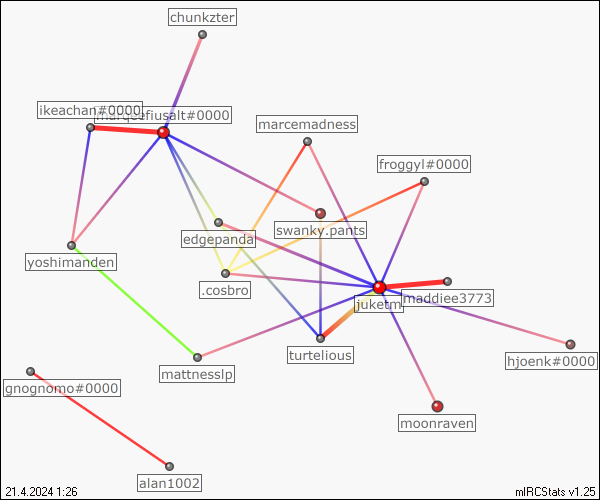 chunkzter
ikeachan#0000
marqeefiusalt#0000
marcemadness
froggyl#0000
swanky.pants
edgepanda
yoshimanden
.cosbro
juketm
maddiee3773
turtelious
hjoenk#0000
mattnesslp
gnognomo#0000
moonraven
alan1002
21.4.2024 1:26
mIRCStats v1.25